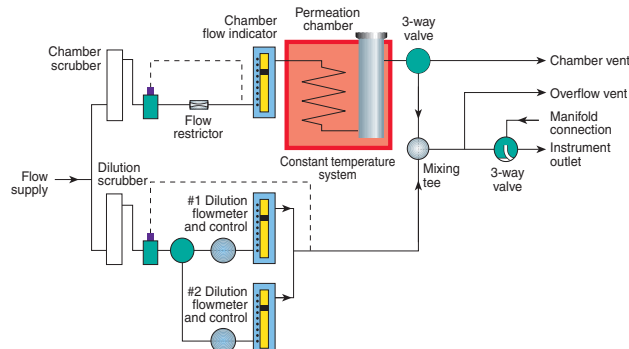 Permeation
chamber
Chamber
flow indicator
3-way
valve
Chamber
scrubber
Chamber vent
Overflow vent
Flow
restrictor
Manifold
connection
Instrument
outlet
Constant temperature
system
Mixing
tee
3-way
valve
Flow
supply
Dilution
scrubber
#1 Dilution
flowmeter
and control
#2 Dilution
flowmeter
and control